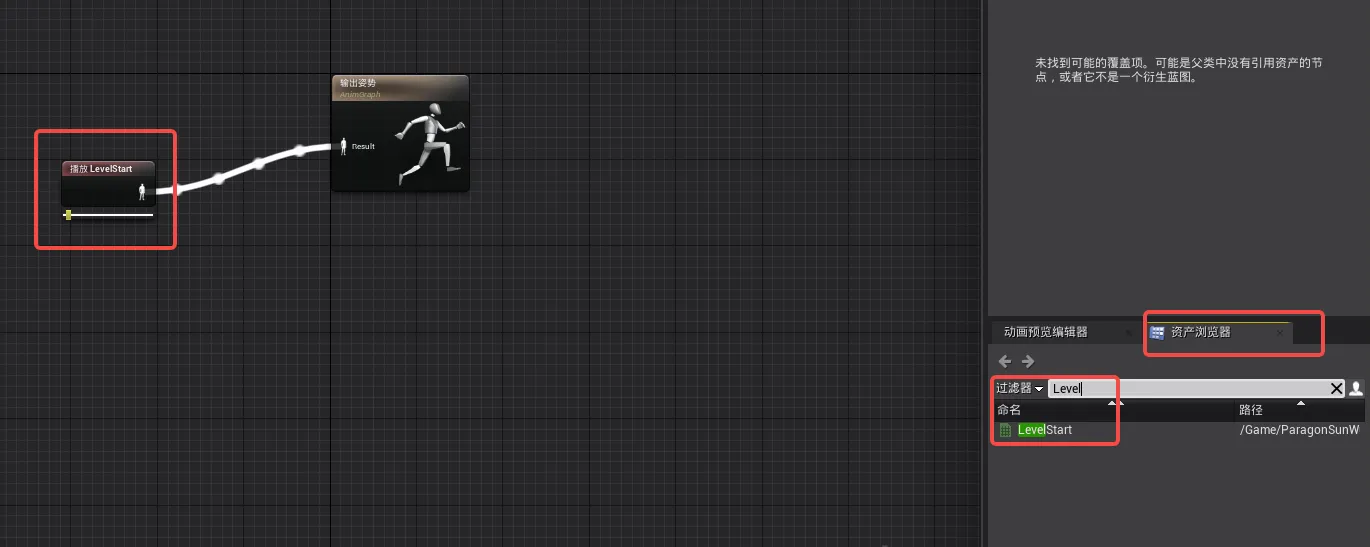 未找到可能的覆盖项。可能是父类中没有引用资产的节
点，或者它不是一个衍生蓝图。
输出姿势
AnimGraph
Result
播放 LevelStart
动画预览编辑器
资产浏览器
过滤器
Level
命名
路径
LevelStart
/Game/ParagonSunW